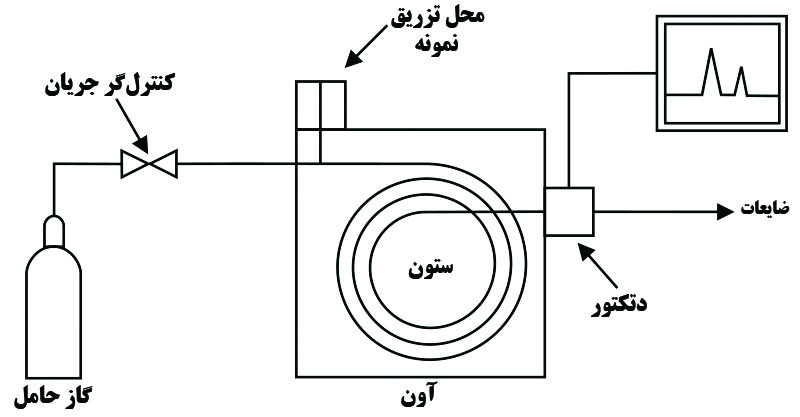 محل تزریق
نمونه
کنترل‌گر جریان
ضایعات
ستون
دتکتور
گاز حامل
آون